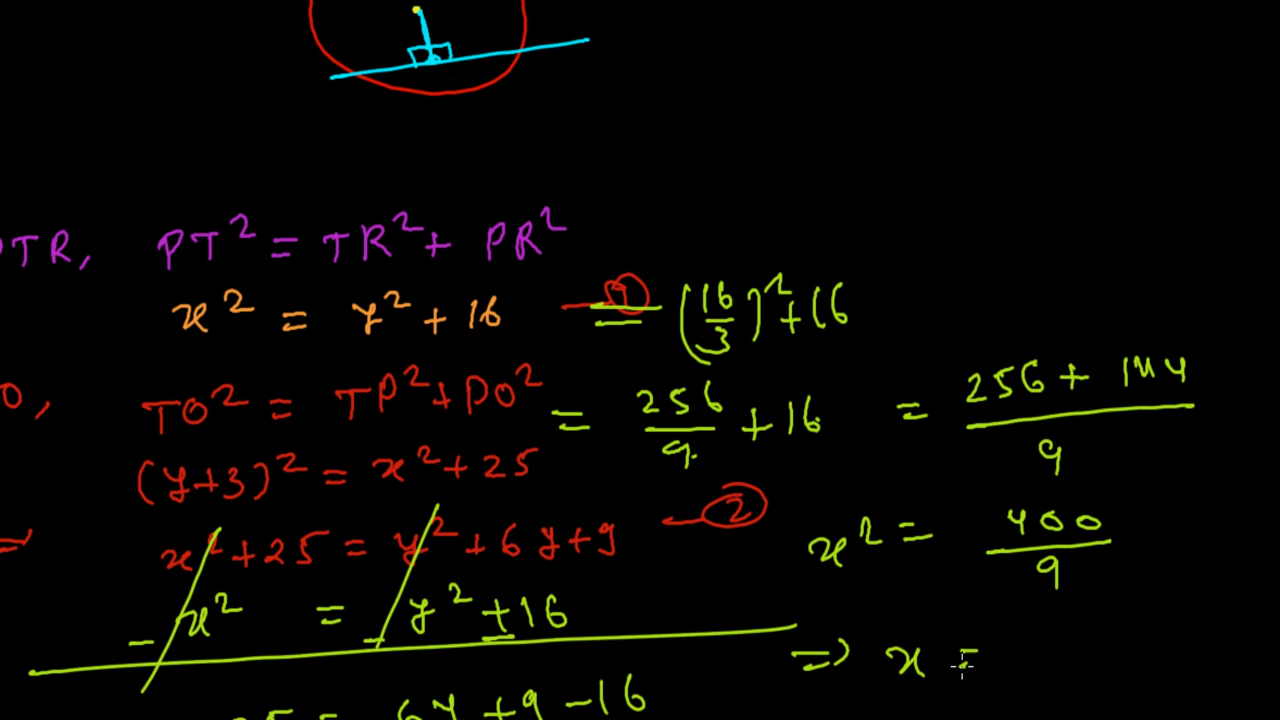 TR, PT² = TR² + PR²
x² = y² + 16 — ① = (16/3)² + 16
TO² = TP² + PO² = 256/9 + 16 = (256 + 144)/9
(y+3)² = x² + 25
⇒ x² + 25 = y² + 6y + 9 — ② x² = 400/9
- x² = - y² ± 16
⇒ x =
= 6y + 9 - 16